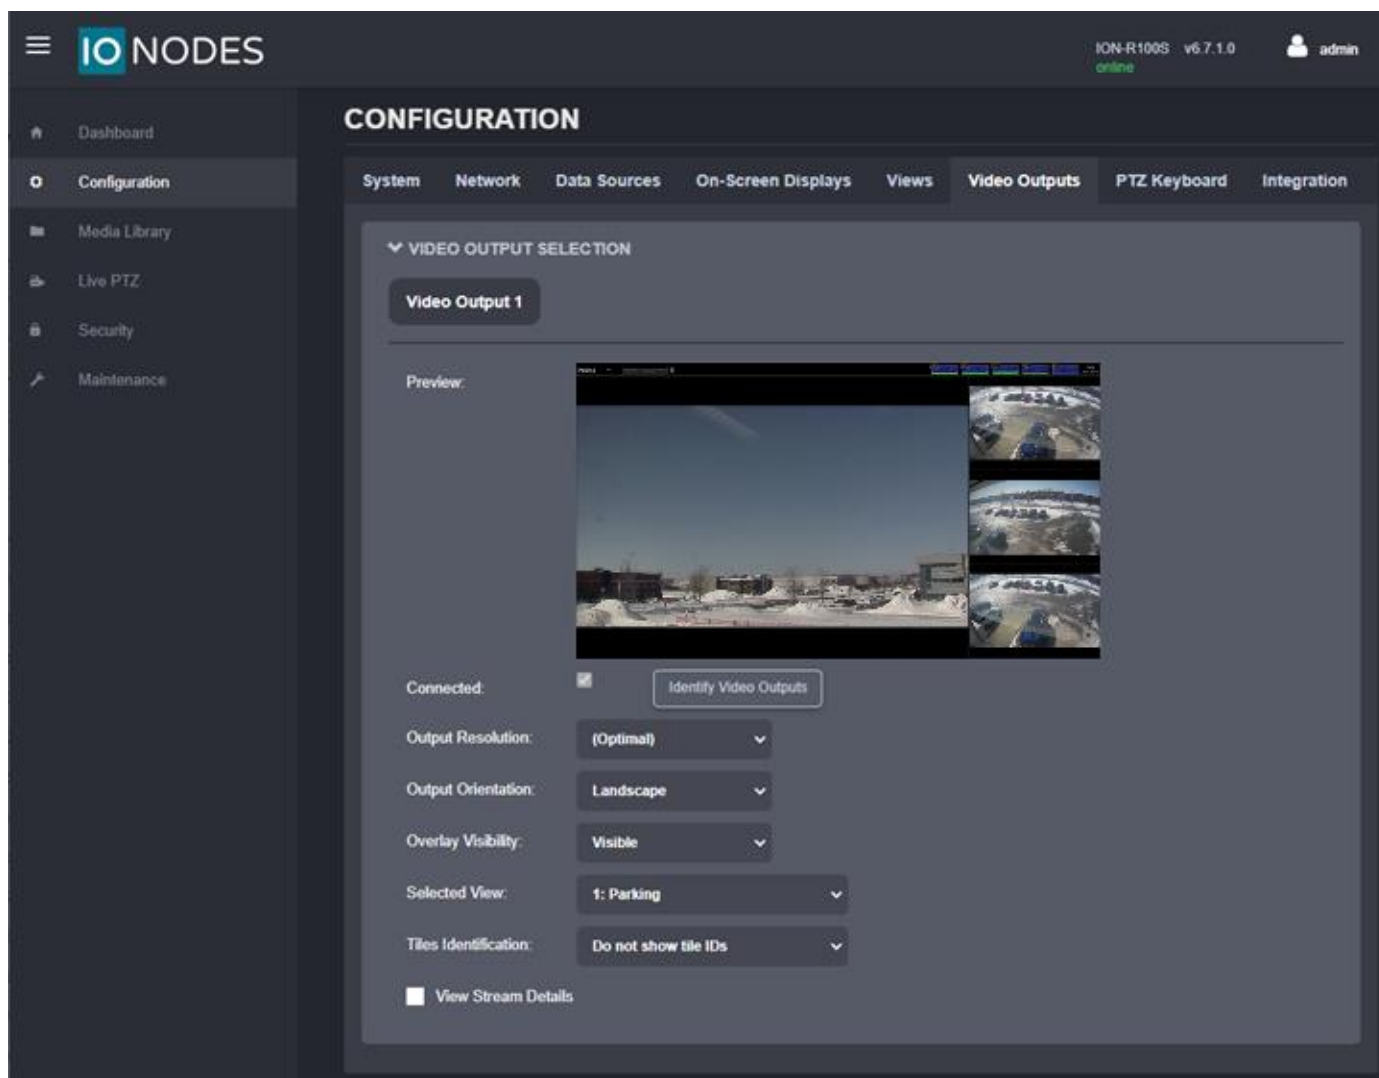 IO NODES
ION-R100S v6.7.1.0
online
admin
Dashboard
Configuration
Media Library
Live PTZ
Security
Maintenance
CONFIGURATION
System Network Data Sources On-Screen Displays Views Video Outputs PTZ Keyboard Integration
VIDEO OUTPUT SELECTION
Video Output 1
Preview:
Connected:
Identify Video Outputs
Output Resolution: (Optimal)
Output Orientation: Landscape
Overlay Visibility: Visible
Selected View: 1: Parking
Tiles Identification: Do not show tile IDs
View Stream Details